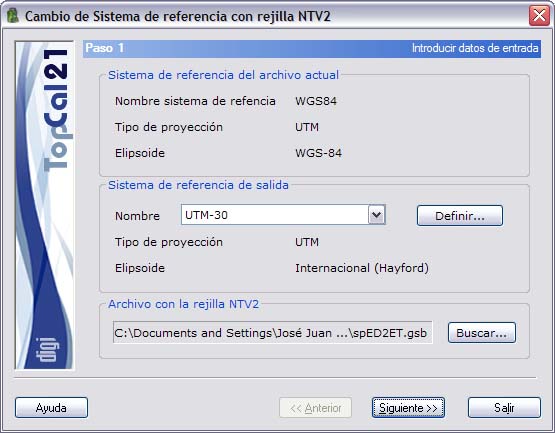 Cambio de Sistema de referencia con rejilla NTV2
Paso 1 Introducir datos de entrada
TopCal 21
digi
Sistema de referencia del archivo actual
Nombre sistema de refencia WGS84
Tipo de proyección UTM
Elipsoide WGS-84
Sistema de referencia de salida
Nombre UTM-30 Definir...
Tipo de proyección UTM
Elipsoide Internacional (Hayford)
Archivo con la rejilla NTV2
C:\Documents and Settings\José Juan ...\spED2ET.gsb Buscar...
Ayuda << Anterior Siguiente >> Salir